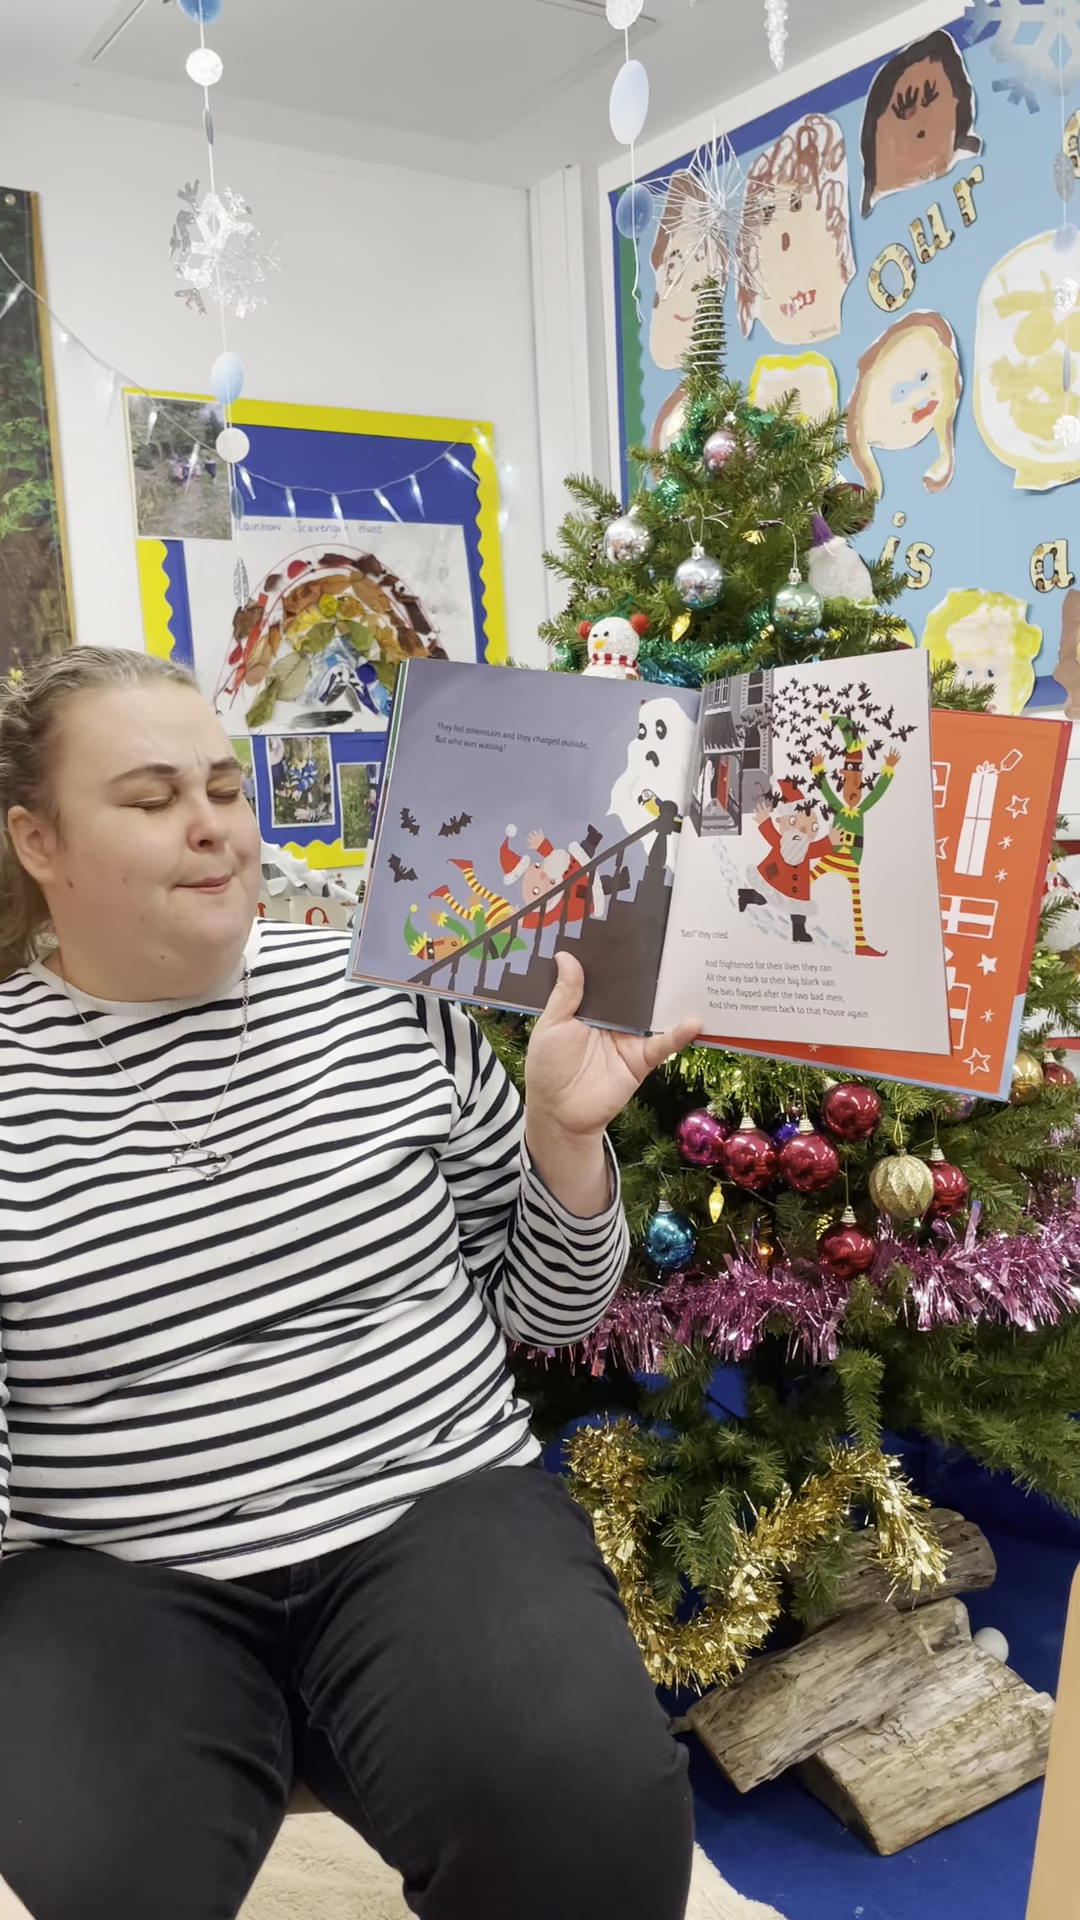 our
is a
Rainbow Scavenger Hunt
They fell downstairs and they charged outside,
But who was waiting?
"Bats!" they cried.
And frightened for their lives they ran
All the way back to their big black van.
The bats flapped after the two bad men,
And they never went back to that house again.